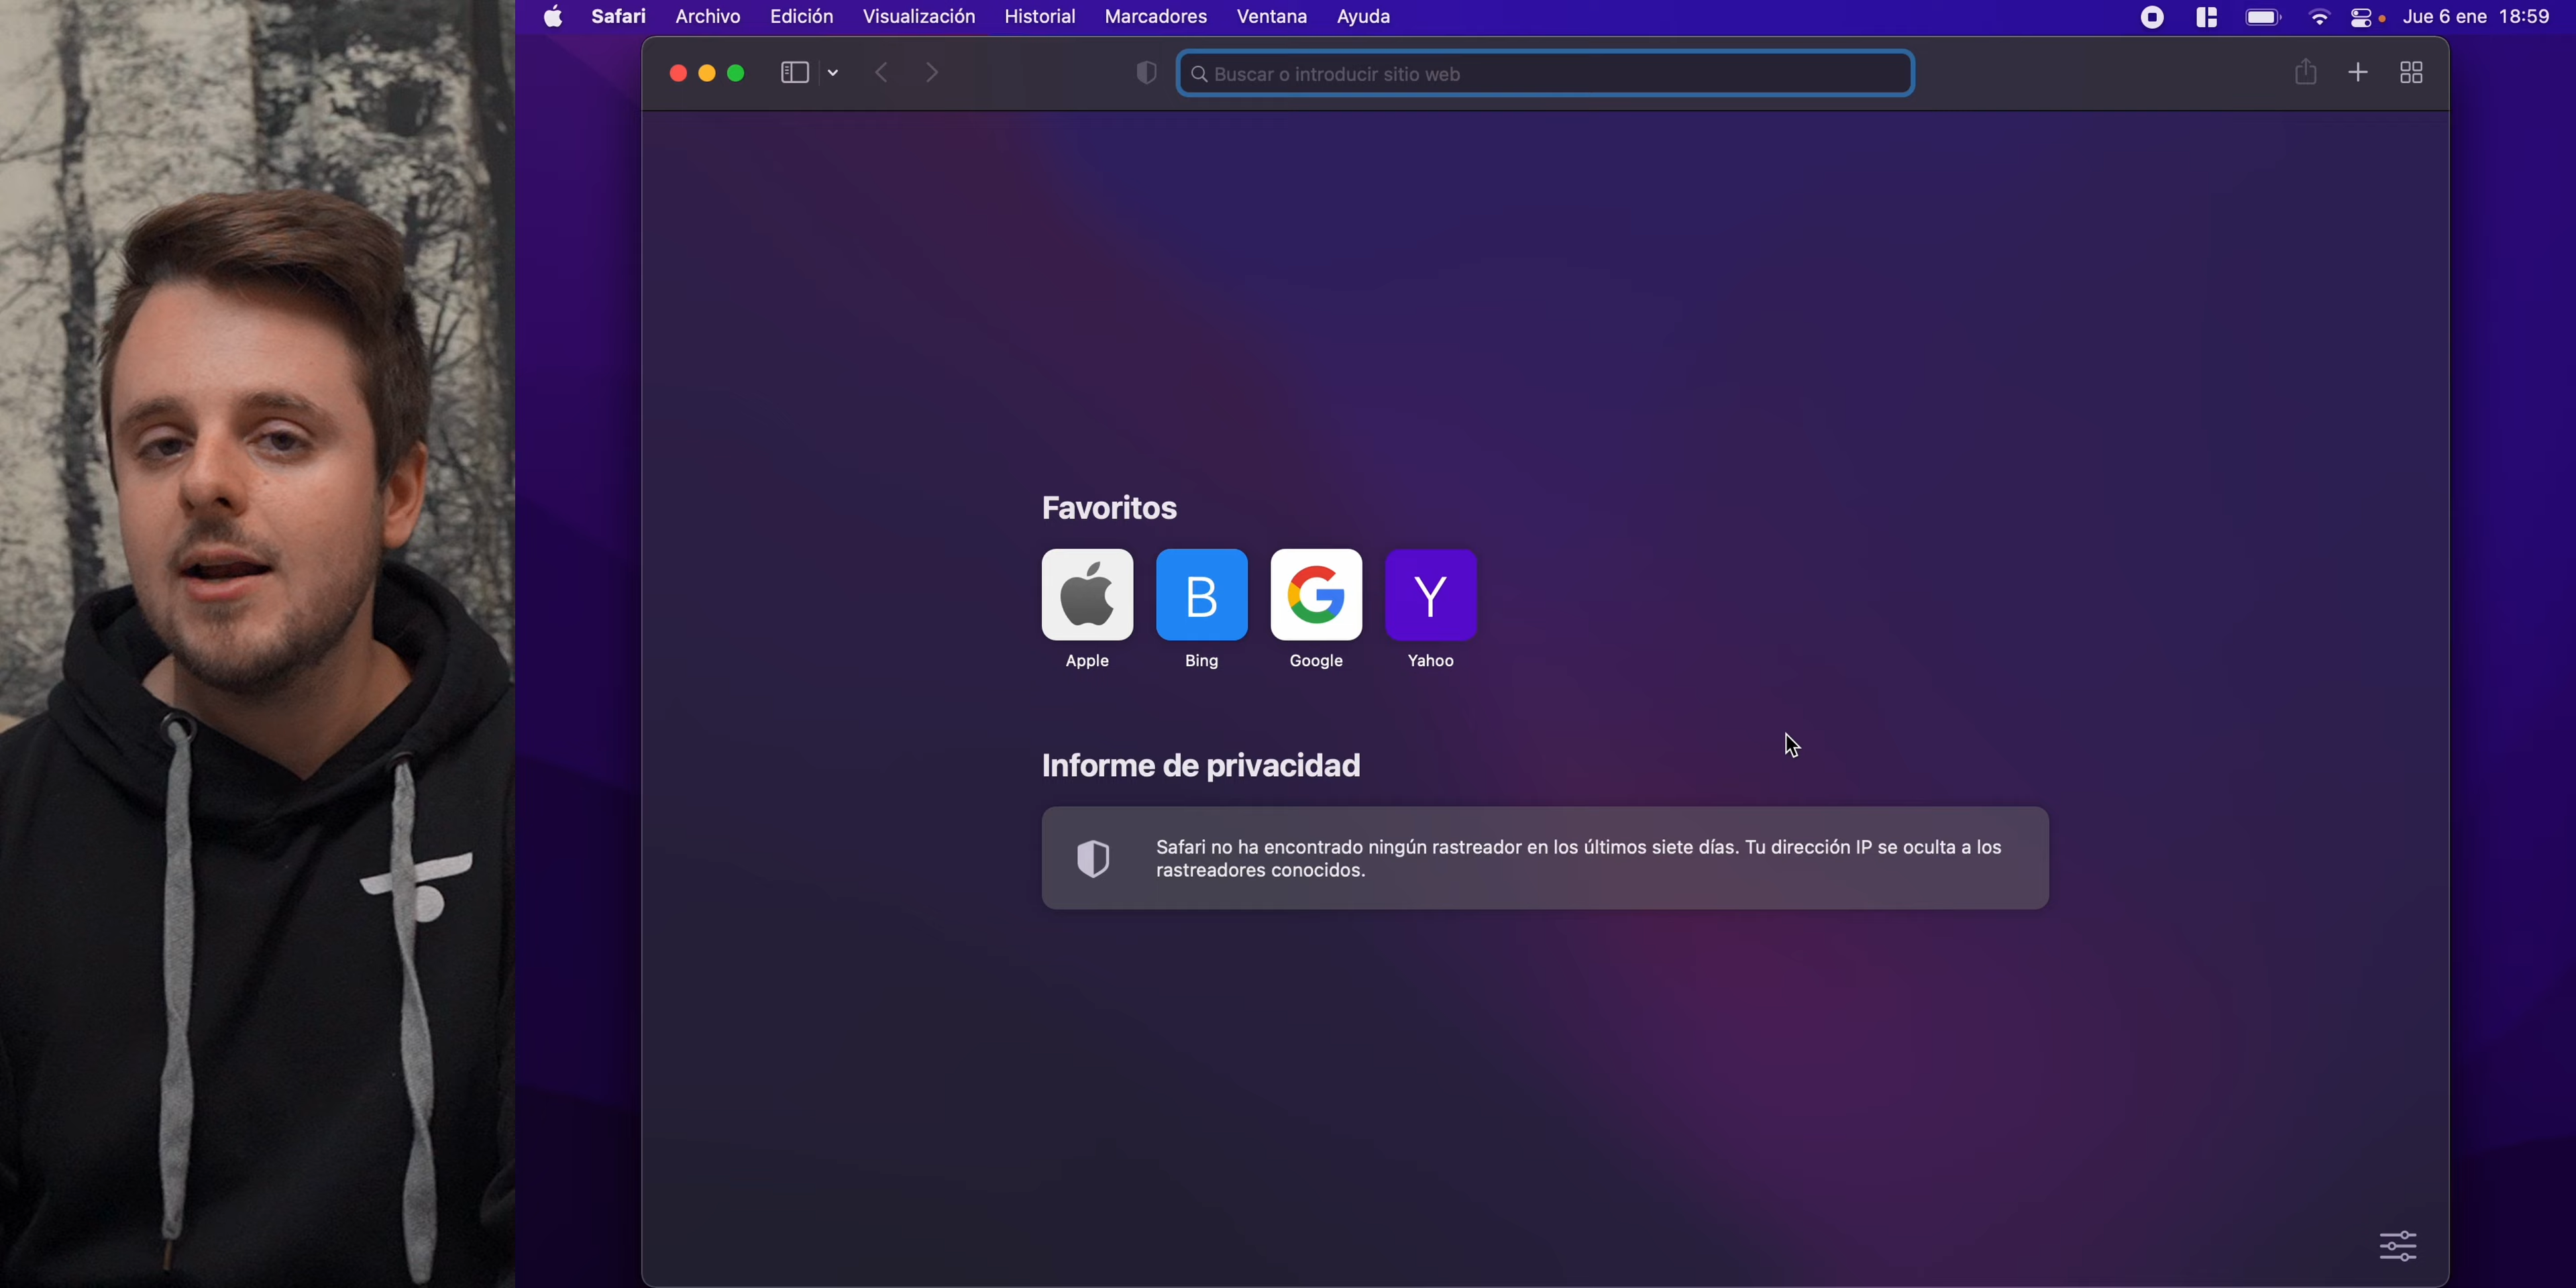 Safari Archivo Edición Visualización Historial Marcadores Ventana Ayuda Jue 6 ene 18:59
Buscar o introducir sitio web
Favoritos
B Y
Apple Bing Google Yahoo
Informe de privacidad
Safari no ha encontrado ningún rastreador en los últimos siete días. Tu dirección IP se oculta a los
rastreadores conocidos.